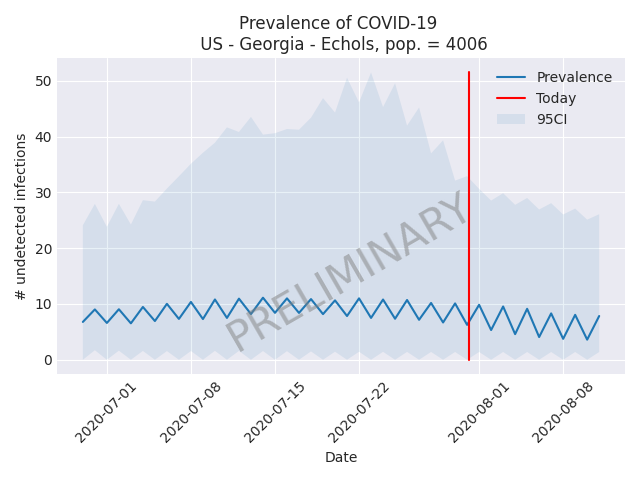 Prevalence of COVID-19
US - Georgia - Echols, pop. = 4006
# undetected infections
50
40
30
20
10
0
Prevalence
Today
95CI
PRELIMINARY
2020-07-01
2020-07-08
2020-07-15
2020-07-22
2020-08-01
2020-08-08
Date